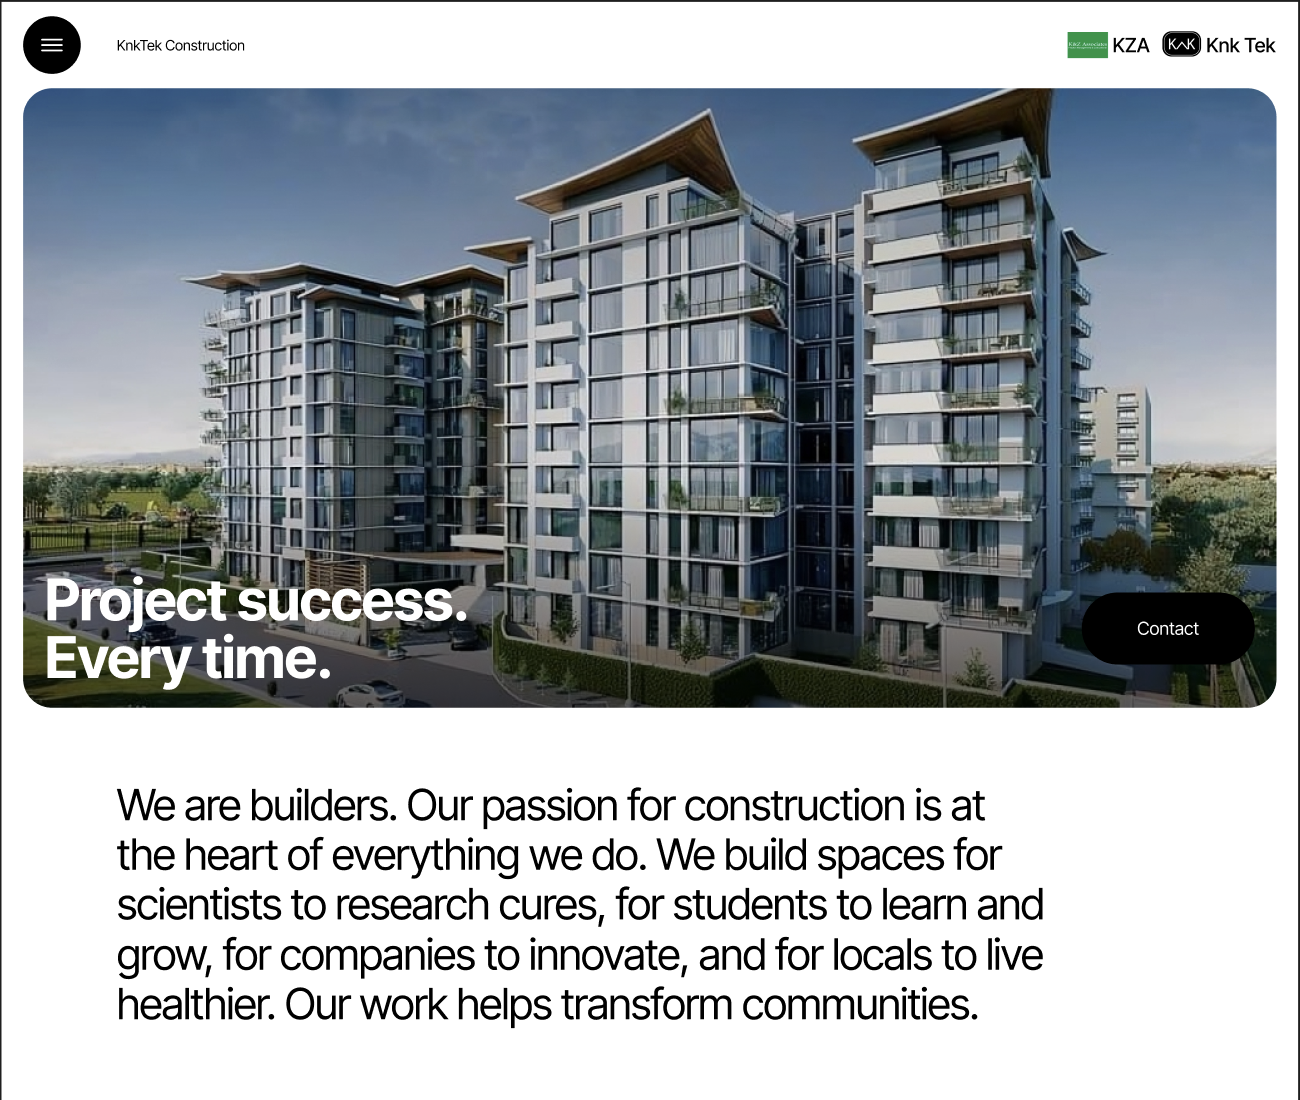 KnkTek Construction
KZA
KnK
Knk Tek
Project success.
Every time.
Contact
We are builders. Our passion for construction is at
the heart of everything we do. We build spaces for
scientists to research cures, for students to learn and
grow, for companies to innovate, and for locals to live
healthier. Our work helps transform communities.